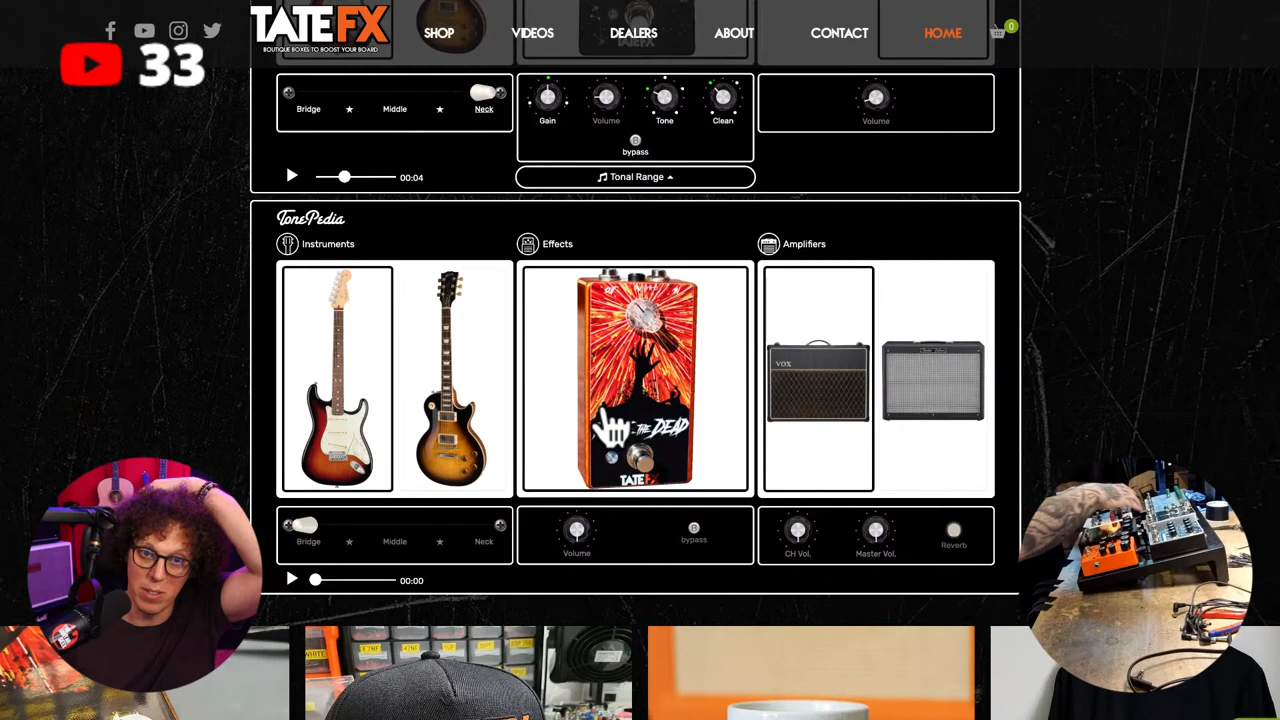 TATEFX
BOUTIQUE BOXES TO BOOST YOUR BOARD
SHOP
VIDEOS
DEALERS
ABOUT
CONTACT
HOME
0
33
Bridge
Middle
Neck
Gain
Volume
Tone
Clean
B
bypass
Volume
00:04
Tonal Range
TonePedia
Instruments
Effects
Amplifiers
THE DEAD
TATEFX
VOX
Bridge
Middle
Neck
Volume
B
bypass
CH Vol.
Master Vol.
Reverb
00:00
WHITE